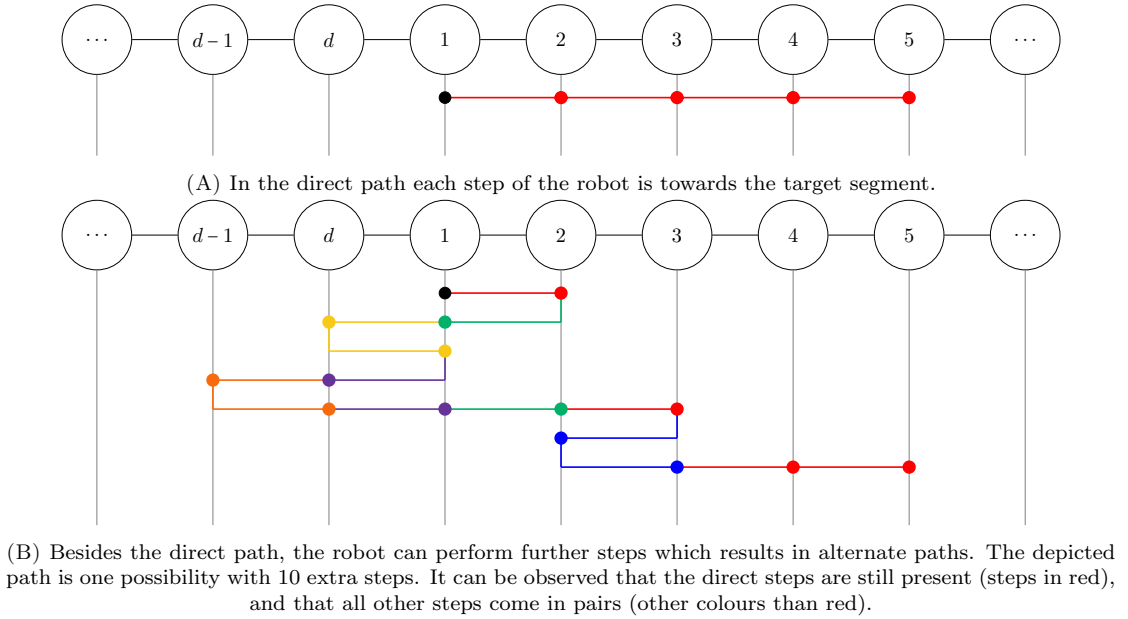 ··· d−1 d 1 2 3 4 5 ···
(A) In the direct path each step of the robot is towards the target segment.
··· d−1 d 1 2 3 4 5 ···
(B) Besides the direct path, the robot can perform further steps which results in alternate paths. The depicted
path is one possibility with 10 extra steps. It can be observed that the direct steps are still present (steps in red),
and that all other steps come in pairs (other colours than red).